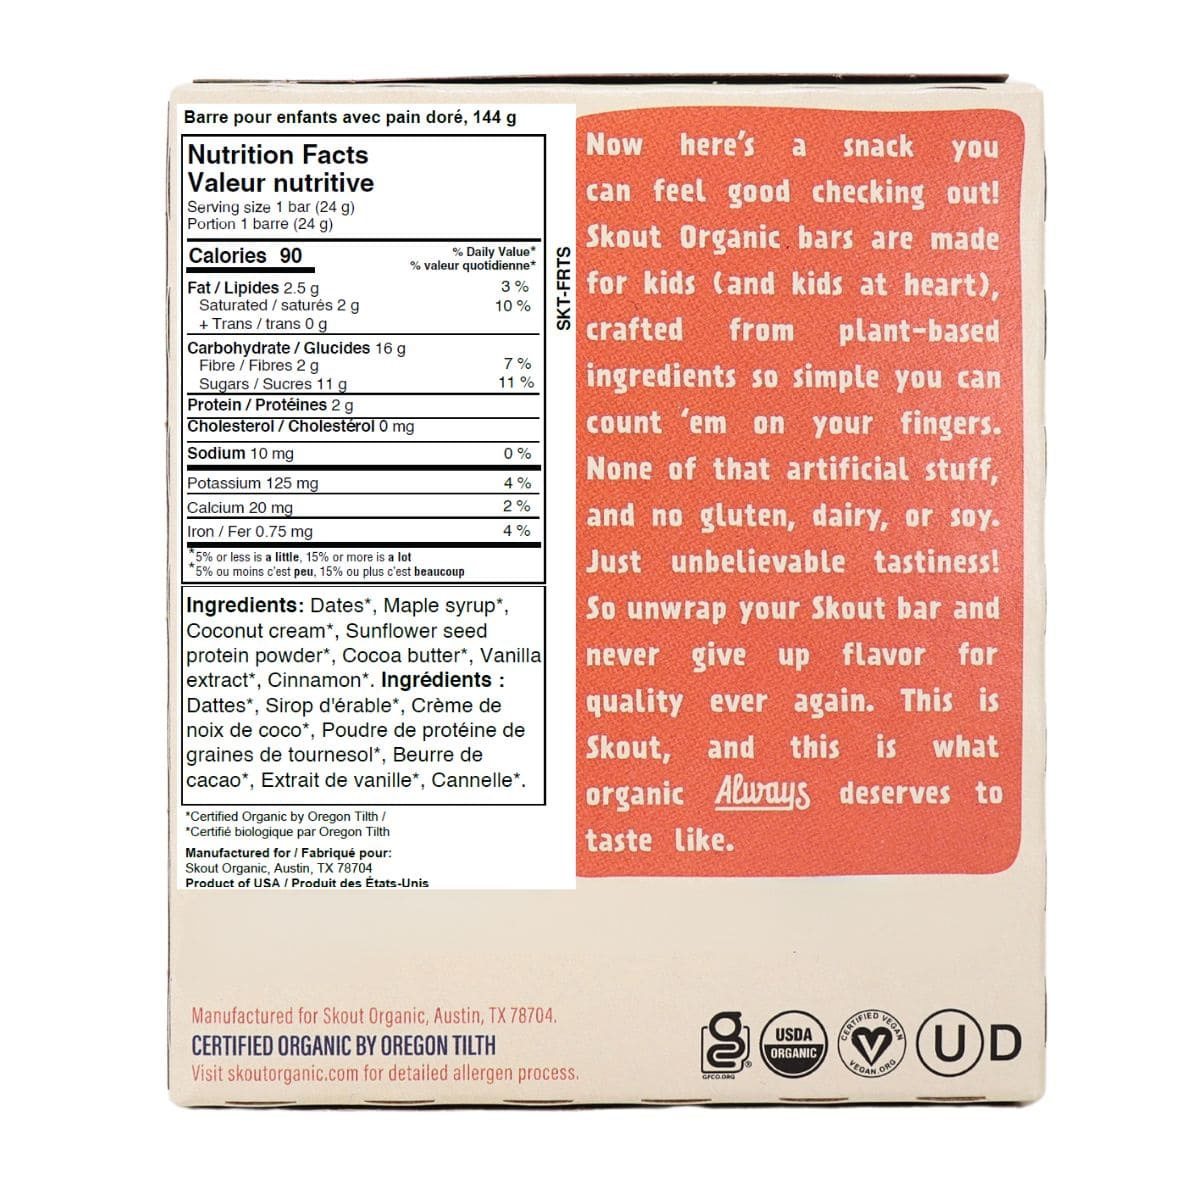 Barre pour enfants avec pain doré, 144 g
Nutrition Facts
Valeur nutritive
Serving size 1 bar (24 g)
Portion 1 barre (24 g)
Calories 90
% Daily Value*
% valeur quotidienne*
Fat / Lipides 2.5 g 3 %
Saturated / saturés 2 g 10 %
+ Trans / trans 0 g
Carbohydrate / Glucides 16 g
Fibre / Fibres 2 g 7 %
Sugars / Sucres 11 g 11 %
Protein / Protéines 2 g
Cholesterol / Cholestérol 0 mg
Sodium 10 mg 0 %
Potassium 125 mg 4 %
Calcium 20 mg 2 %
Iron / Fer 0.75 mg 4 %
*5% or less is a little, 15% or more is a lot
*5% ou moins c'est peu, 15% ou plus c'est beaucoup
Ingredients: Dates*, Maple syrup*,
Coconut cream*, Sunflower seed
protein powder*, Cocoa butter*, Vanilla
extract*, Cinnamon*. Ingrédients :
Dattes*, Sirop d'érable*, Crème de
noix de coco*, Poudre de protéine de
graines de tournesol*, Beurre de
cacao*, Extrait de vanille*, Cannelle*.
*Certified Organic by Oregon Tilth /
*Certifié biologique par Oregon Tilth
Manufactured for / Fabriqué pour:
Skout Organic, Austin, TX 78704
Product of USA / Produit des États-Unis
SKT-FRTS
Now here's a snack you
can feel good checking out!
Skout Organic bars are made
for kids (and kids at heart),
crafted from plant-based
ingredients so simple you can
count 'em on your fingers.
None of that artificial stuff,
and no gluten, dairy, or soy.
Just unbelievable tastiness!
So unwrap your Skout bar and
never give up flavor for
quality ever again. This is
Skout, and this is what
organic Always deserves to
taste like.
Manufactured for Skout Organic, Austin, TX 78704.
CERTIFIED ORGANIC BY OREGON TILTH
Visit skoutorganic.com for detailed allergen process.
GFCO.ORG
USDA
ORGANIC
CERTIFIED VEGAN
VEGAN.ORG
U D